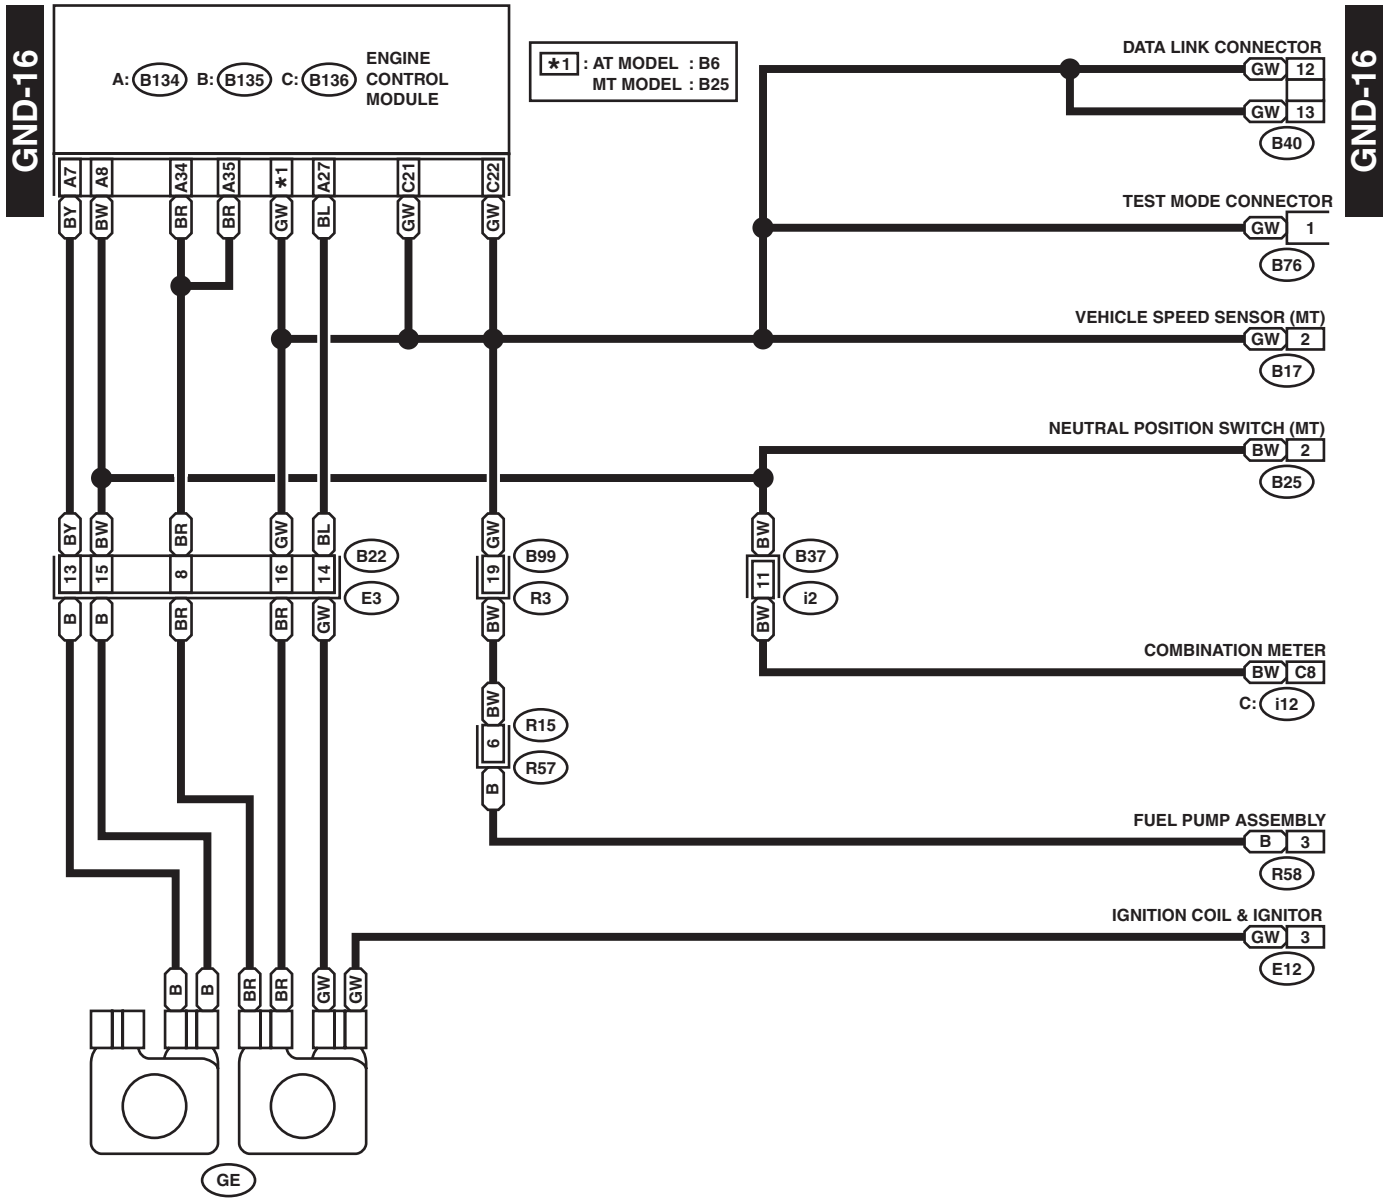 GND-16
GND-16
A: B134 B: B135 C: B136
ENGINE
CONTROL
MODULE
*1 : AT MODEL : B6
MT MODEL : B25
A7 A8 A34 A35 *1 A27 C21 C22
BY BW BR BR GW BL GW GW
DATA LINK CONNECTOR
GW 12
GW 13
B40
TEST MODE CONNECTOR
GW 1
B76
VEHICLE SPEED SENSOR (MT)
GW 2
B17
NEUTRAL POSITION SWITCH (MT)
BW 2
B25
BY BW BR GW BL GW BW
13 15 8 16 14 B22 19 B99 11 B37
E3 R3 i2
B B BR BR GW BW BW
COMBINATION METER
BW C8
C: i12
BW
6 R15
R57
B
FUEL PUMP ASSEMBLY
B 3
R58
IGNITION COIL & IGNITOR
GW 3
E12
B B BR BR GW GW
GE